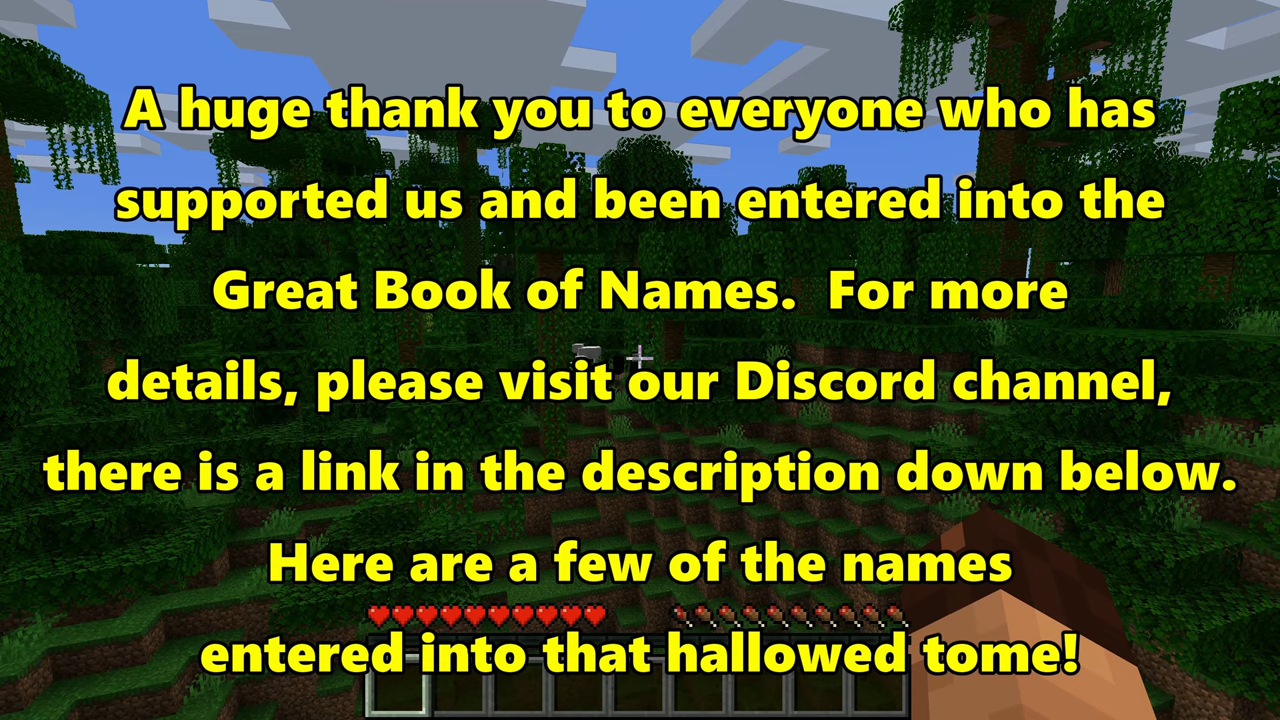 A huge thank you to everyone who has
supported us and been entered into the
Great Book of Names.  For more
details, please visit our Discord channel,
there is a link in the description down below.
Here are a few of the names
entered into that hallowed tome!